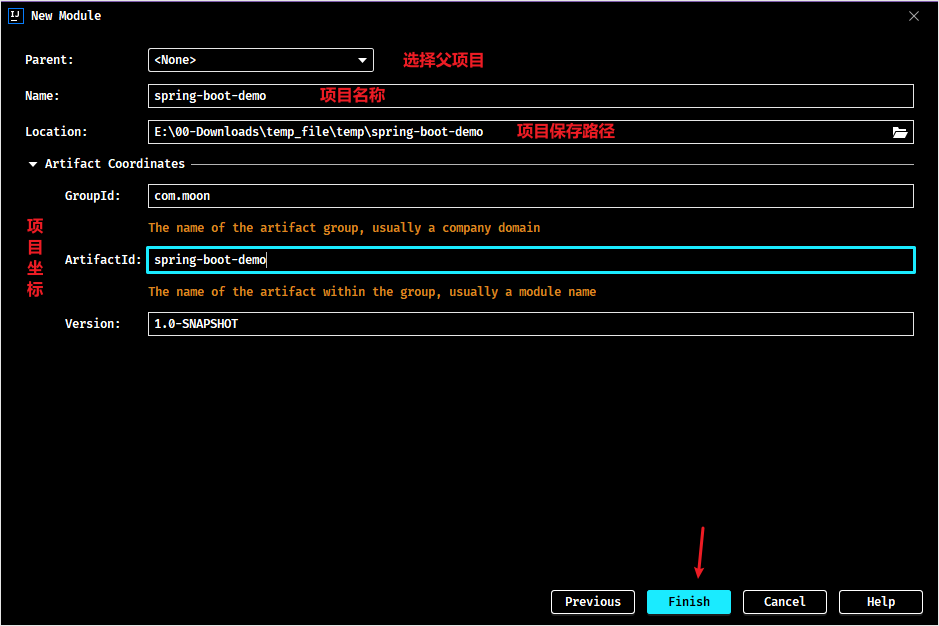 IJ New Module
Parent: <None> 选择父项目
Name: spring-boot-demo 项目名称
Location: E:\00-Downloads\temp_file\temp\spring-boot-demo 项目保存路径
Artifact Coordinates
GroupId: com.moon
The name of the artifact group, usually a company domain
项目坐标
ArtifactId: spring-boot-demo
The name of the artifact within the group, usually a module name
Version: 1.0-SNAPSHOT
Previous Finish Cancel Help